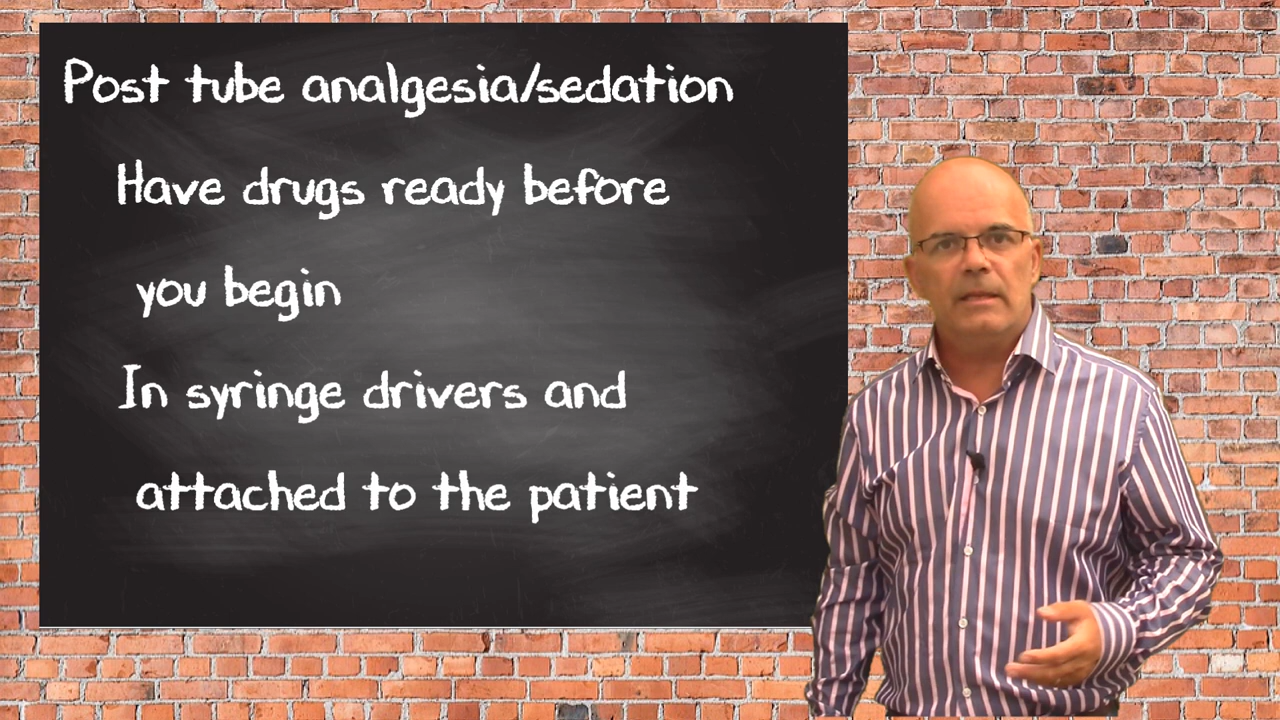 Post tube analgesia/sedation
Have drugs ready before
you begin
In syringe drivers and
attached to the patient